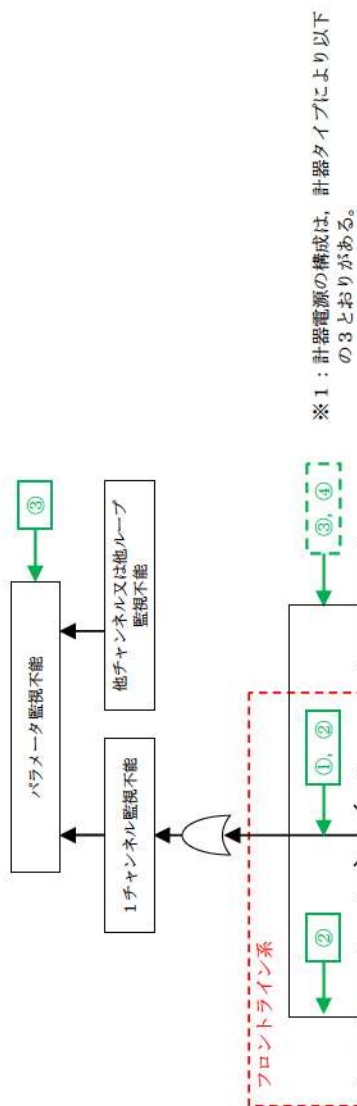 パラメータ監視不能
③
1チャンネル監視不能
他チャンネル又は他ループ
監視不能
フロントライン系
②
①,②
③,④
※1:計器電源の構成は,計器タイプにより以下
の3とおりがある。